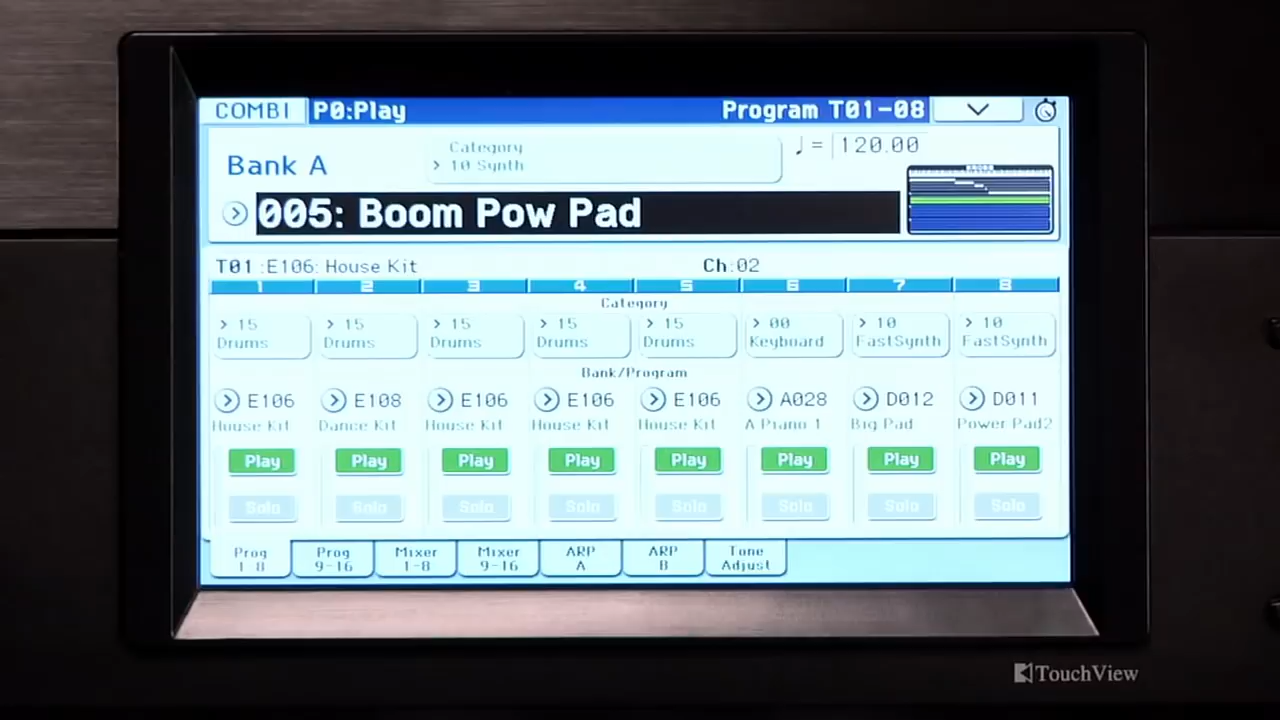 COMBI P0:Play Program T01-08
Category
♩ = 120.00
Bank A
> 10 Synth
005: Boom Pow Pad
T01 :E106: House Kit Ch:02
1 2 3 4 5 6 7 8
Category
> 15 > 15 > 15 > 15 > 15 > 00 > 10 > 10
Drums Drums Drums Drums Drums Keyboard FastSynth FastSynth
Bank/Program
E106 E108 E106 E106 E106 A028 D012 D011
House Kit Dance Kit House Kit House Kit House Kit A.Piano 1 Big Pad Power Pad2
Play Play Play Play Play Play Play Play
Solo Solo Solo Solo Solo Solo Solo Solo
Prog Prog Mixer Mixer ARP ARP Tone
1-8 9-16 1-8 9-16 A B Adjust
TouchView